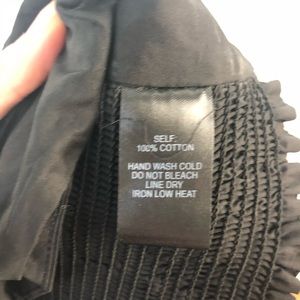 SELF:
100% COTTON
HAND WASH COLD
DO NOT BLEACH
LINE DRY
IRON LOW HEAT